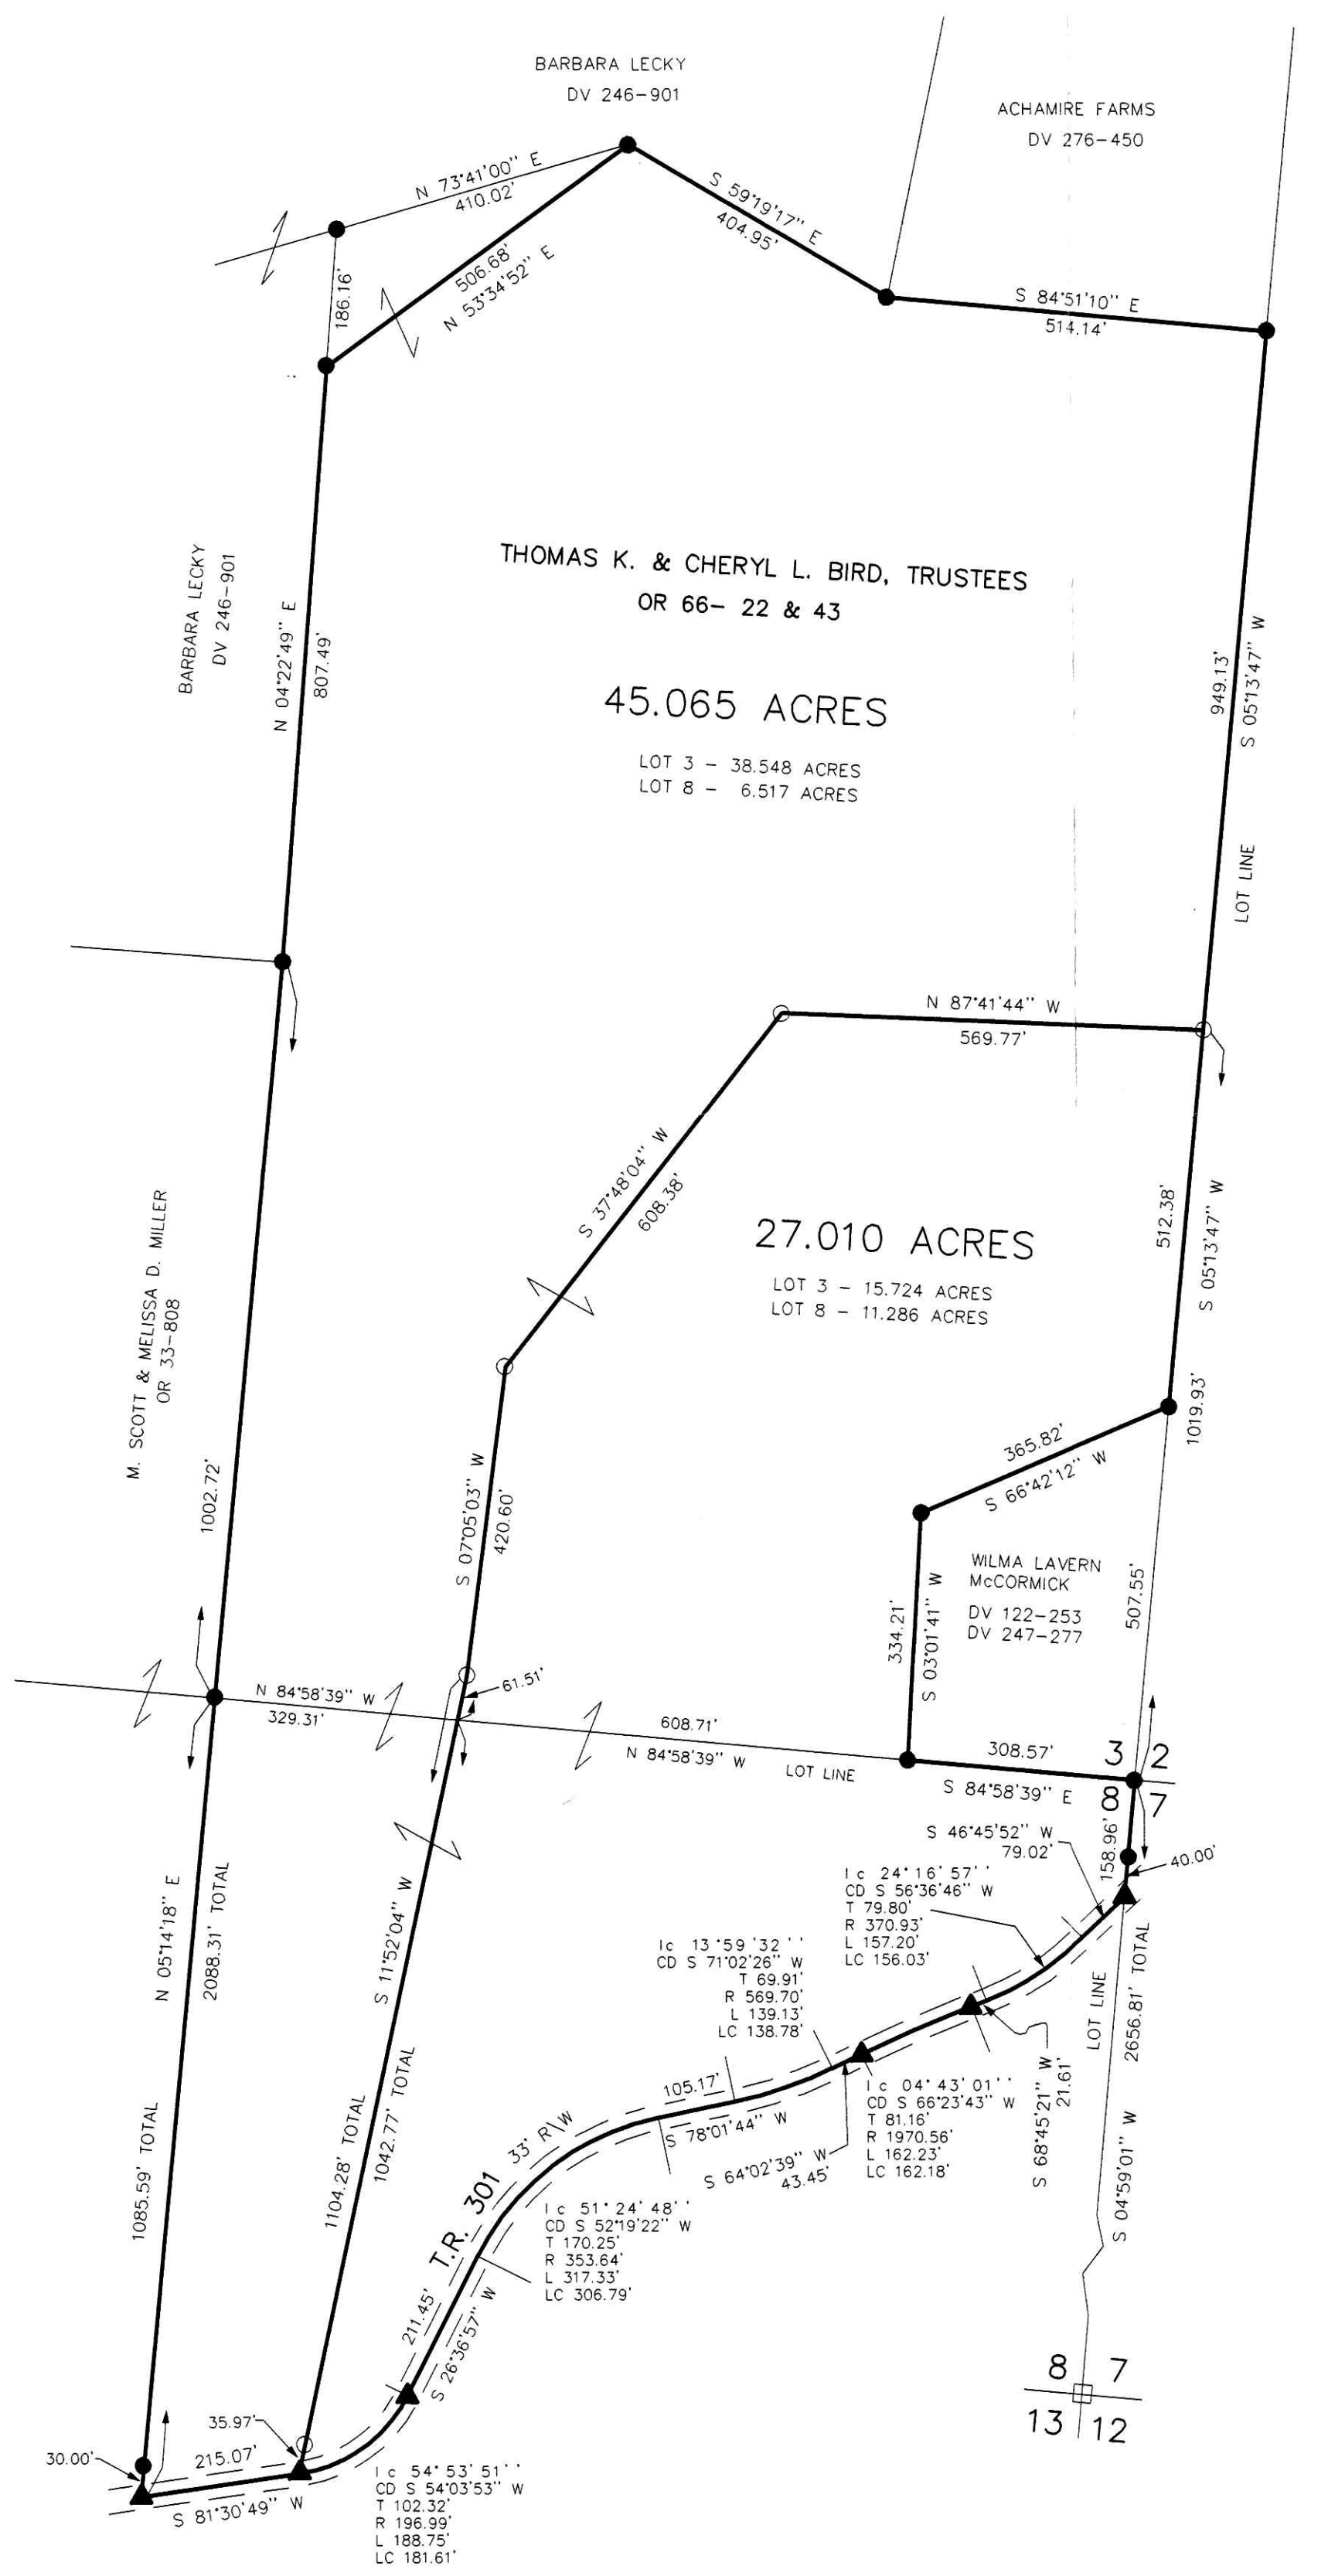 BARBARA LECKY
DV 246-901
ACHAMIRE FARMS
DV 276-450
N 73°41'00" E
410.02'
S 59°19'17" E
404.95'
506.68'
N 53°34'52" E
186.16'
S 84°51'10" E
514.14'
THOMAS K. & CHERYL L. BIRD, TRUSTEES
OR 66- 22 & 43
BARBARA LECKY
DV 246-901
N 04°22'49" E
807.49'
45.065 ACRES
LOT 3 - 38.548 ACRES
LOT 8 - 6.517 ACRES
949.13'
S 05°13'47" W
LOT LINE
N 87°41'44" W
569.77'
S 37°48'04" W
608.38'
27.010 ACRES
LOT 3 - 15.724 ACRES
LOT 8 - 11.286 ACRES
512.38'
S 05°13'47" W
M. SCOTT & MELISSA D. MILLER
OR 33-808
1002.72'
1019.93'
365.82'
S 66°42'12" W
S 07°05'03" W
420.60'
WILMA LAVERN
McCORMICK
DV 122-253
DV 247-277
507.55'
334.21'
S 03°01'41" W
61.51'
N 84°58'39" W
329.31'
608.71'
N 84°58'39" W
LOT LINE
308.57'
S 84°58'39" E
3 2
8 7
158.96'
40.00'
S 46°45'52" W
79.02'
Ic 24°16'57''
CD S 56°36'46" W
T 79.80'
R 370.93'
L 157.20'
LC 156.03'
Ic 13°59'32''
CD S 71°02'26" W
T 69.91'
R 569.70'
L 139.13'
LC 138.78'
N 05°14'18" E
2088.31' TOTAL
S 11°52'04" W
LOT LINE
2656.81' TOTAL
S 68°45'21" W
21.61'
105.17'
S 78°01'44" W
Ic 04°43'01''
CD S 66°23'43" W
T 81.16'
R 1970.56'
L 162.23'
LC 162.18'
S 64°02'39" W
43.45'
1085.59' TOTAL
1104.28' TOTAL
1042.77' TOTAL
T.R. 301
33' R\W
S 04°59'01" W
Ic 51°24'48''
CD S 52°19'22" W
T 170.25'
R 353.64'
L 317.33'
LC 306.79'
211.45'
S 26°36'57" W
8 7
13 12
35.97'
30.00'
215.07'
S 81°30'49" W
Ic 54°53'51''
CD S 54°03'53" W
T 102.32'
R 196.99'
L 188.75'
LC 181.61'